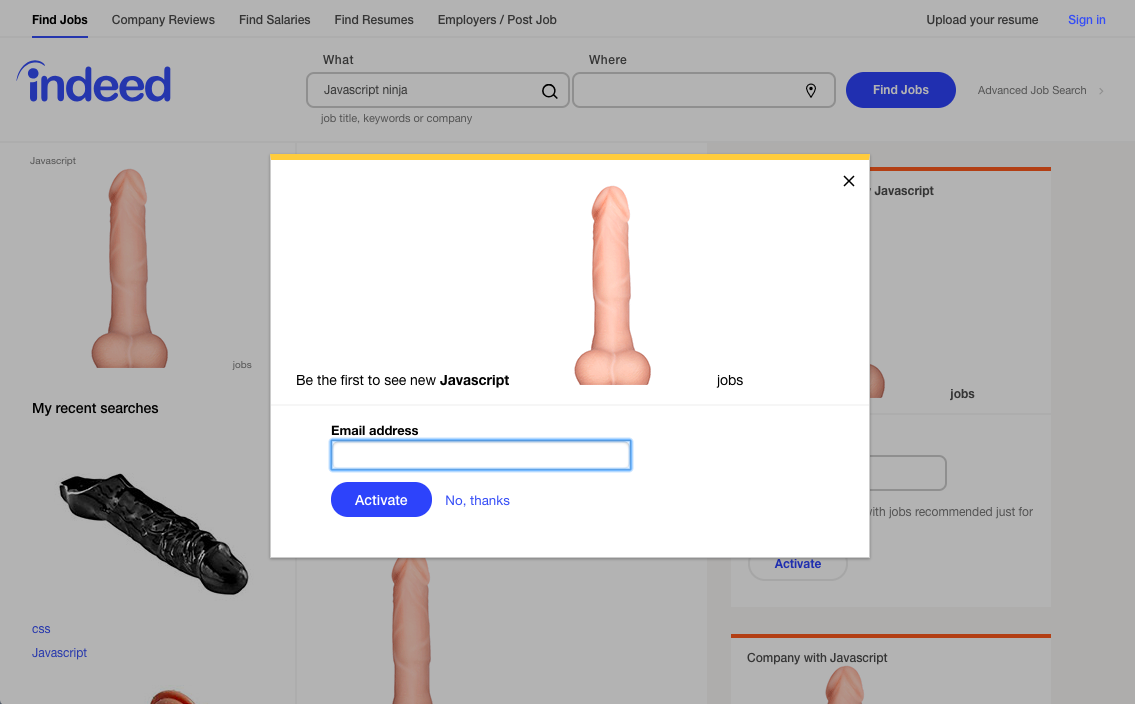 Find Jobs Company Reviews Find Salaries Find Resumes Employers / Post Job Upload your resume Sign in
indeed
What Where
Javascript ninja
Find Jobs Advanced Job Search
job title, keywords or company
Javascript
jobs
My recent searches
css
Javascript
Be the first to see new Javascript jobs
Email address
Activate No, thanks
Javascript
jobs
with jobs recommended just for
Activate
Company with Javascript